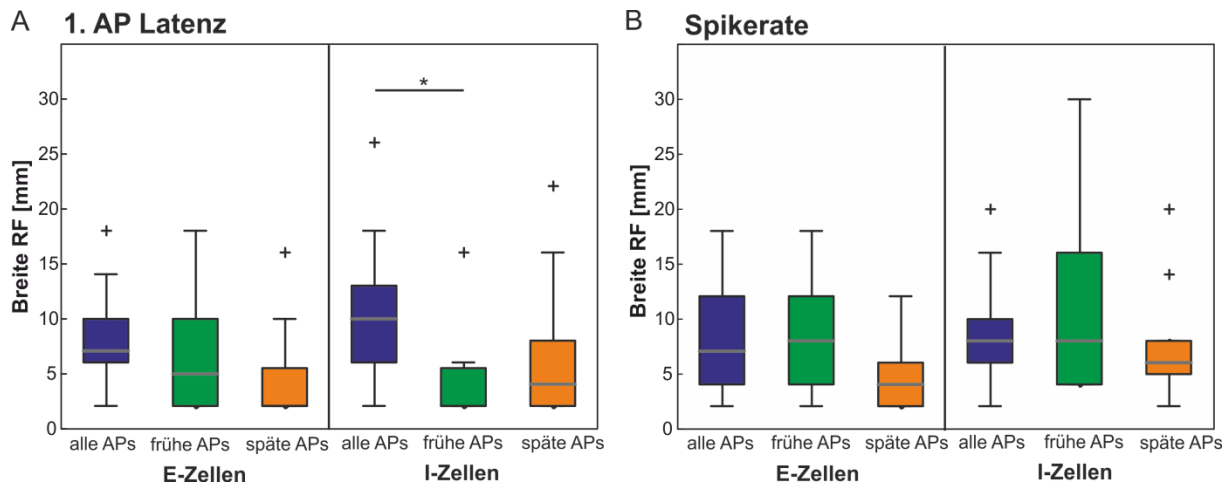 A 1. AP Latenz
Breite RF [mm]
30
25
20
15
10
5
0
*
alle APs frühe APs späte APs alle APs frühe APs späte APs
E-Zellen I-Zellen
B Spikerate
Breite RF [mm]
30
25
20
15
10
5
0
alle APs frühe APs späte APs alle APs frühe APs späte APs
E-Zellen I-Zellen